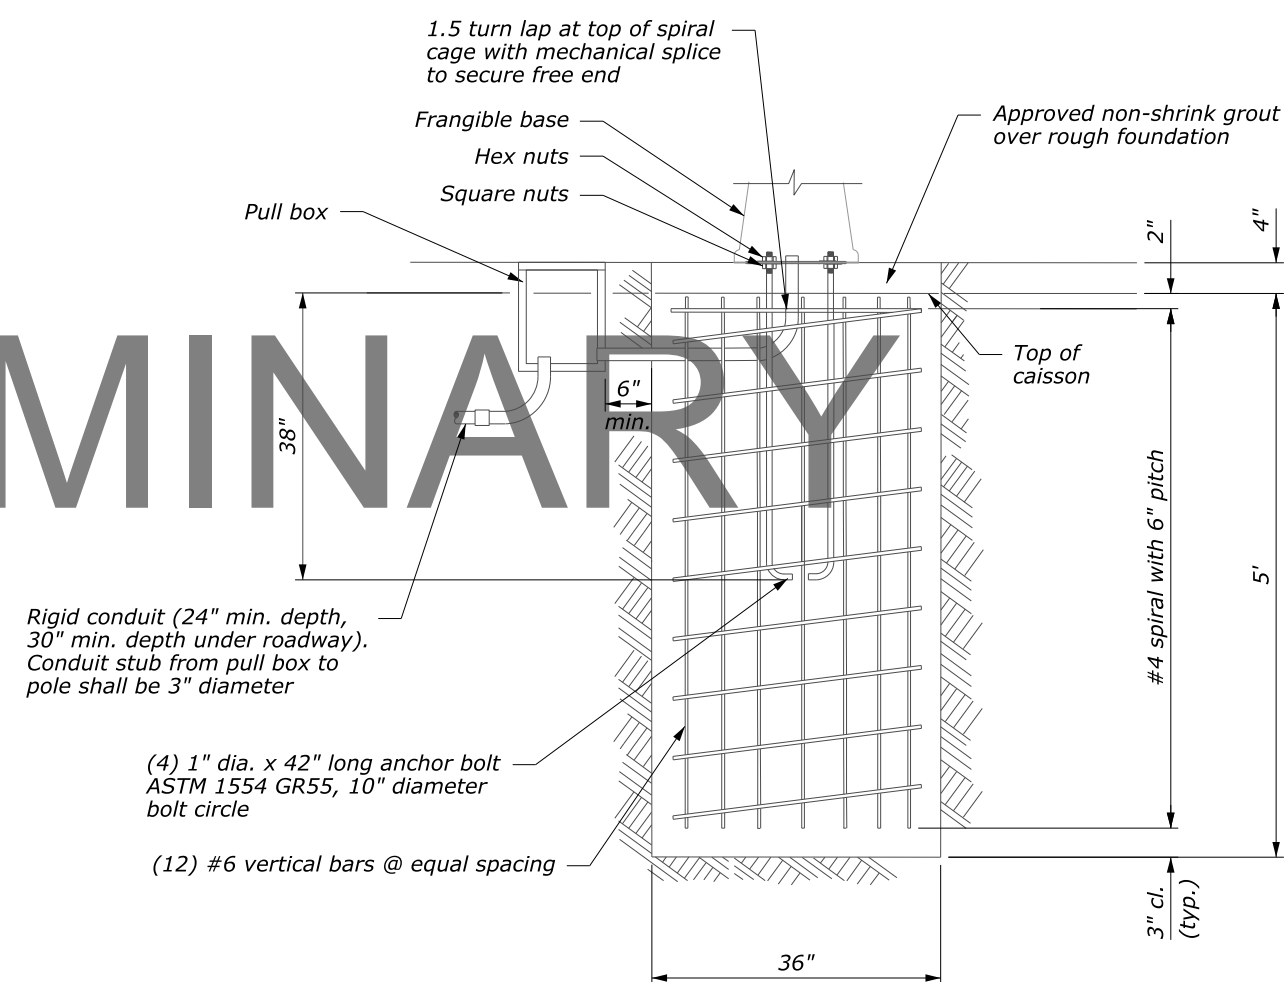 1.5 turn lap at top of spiral
cage with mechanical splice
to secure free end
Frangible base
Hex nuts
Square nuts
Pull box
Approved non-shrink grout
over rough foundation
2"
4"
Top of
caisson
6"
min.
38"
MINARY
#4 spiral with 6" pitch
5'
Rigid conduit (24" min. depth,
30" min. depth under roadway).
Conduit stub from pull box to
pole shall be 3" diameter
(4) 1" dia. x 42" long anchor bolt
ASTM 1554 GR55, 10" diameter
bolt circle
(12) #6 vertical bars @ equal spacing
3" cl.
(typ.)
36"